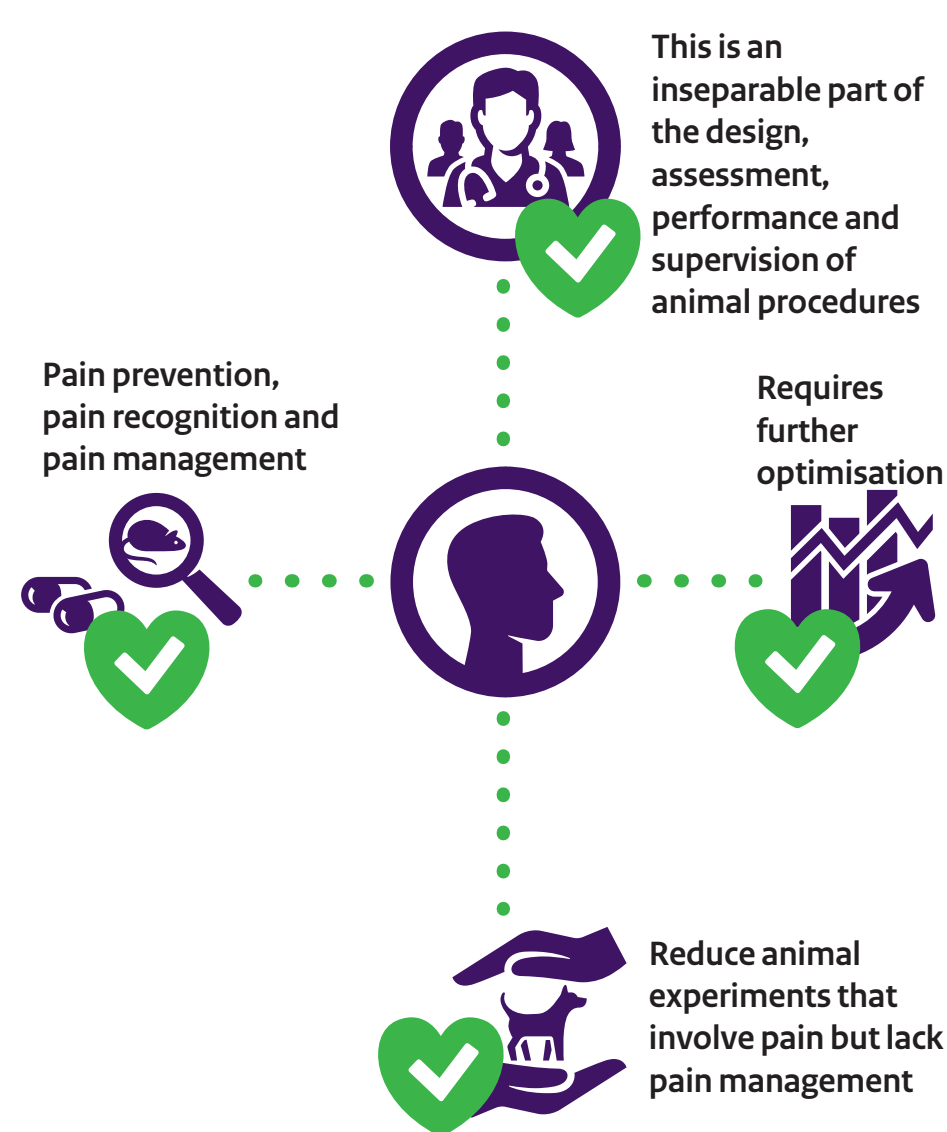 This is an
inseparable part of
the design,
assessment,
performance and
supervision of
animal procedures
Pain prevention,
pain recognition and
pain management
Requires
further
optimisation
Reduce animal
experiments that
involve pain but lack
pain management